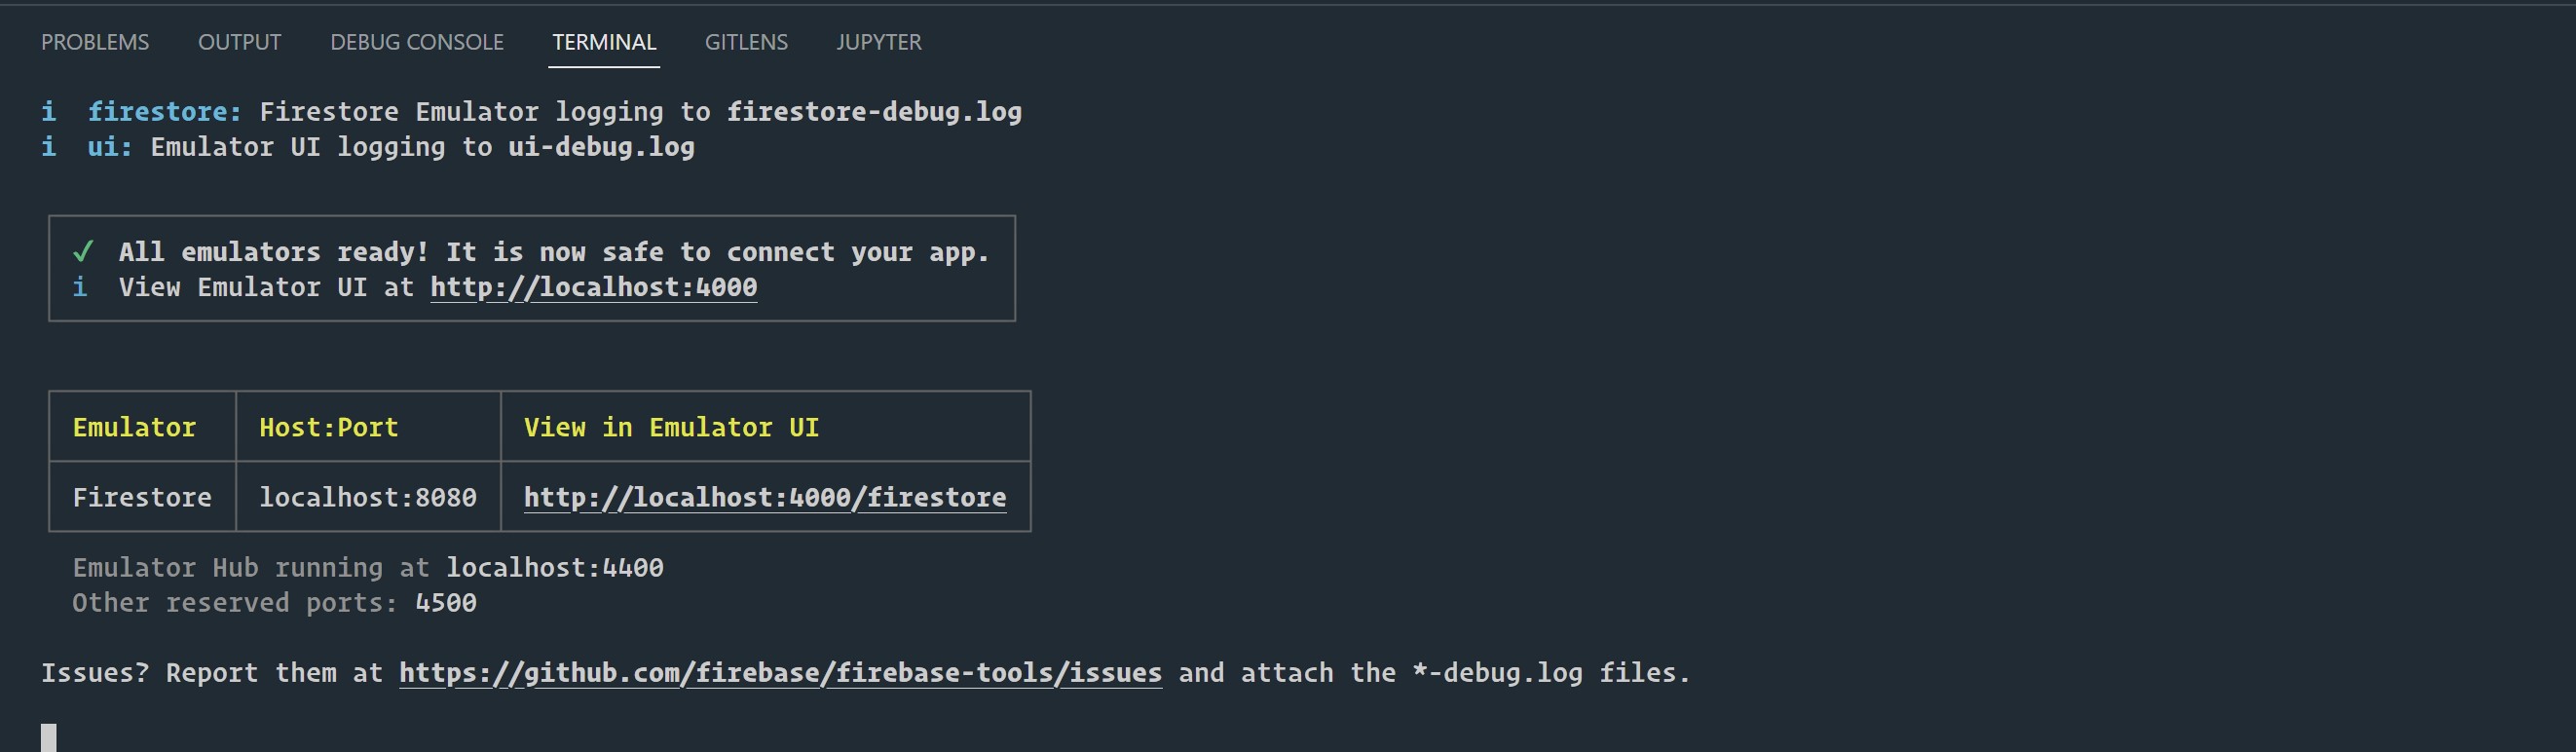 PROBLEMS OUTPUT DEBUG CONSOLE TERMINAL GITLENS JUPYTER
i firestore: Firestore Emulator logging to firestore-debug.log
i ui: Emulator UI logging to ui-debug.log
✓ All emulators ready! It is now safe to connect your app.
i View Emulator UI at http://localhost:4000
Emulator Host:Port View in Emulator UI
Firestore localhost:8080 http://localhost:4000/firestore
Emulator Hub running at localhost:4400
Other reserved ports: 4500
Issues? Report them at https://github.com/firebase/firebase-tools/issues and attach the *-debug.log files.